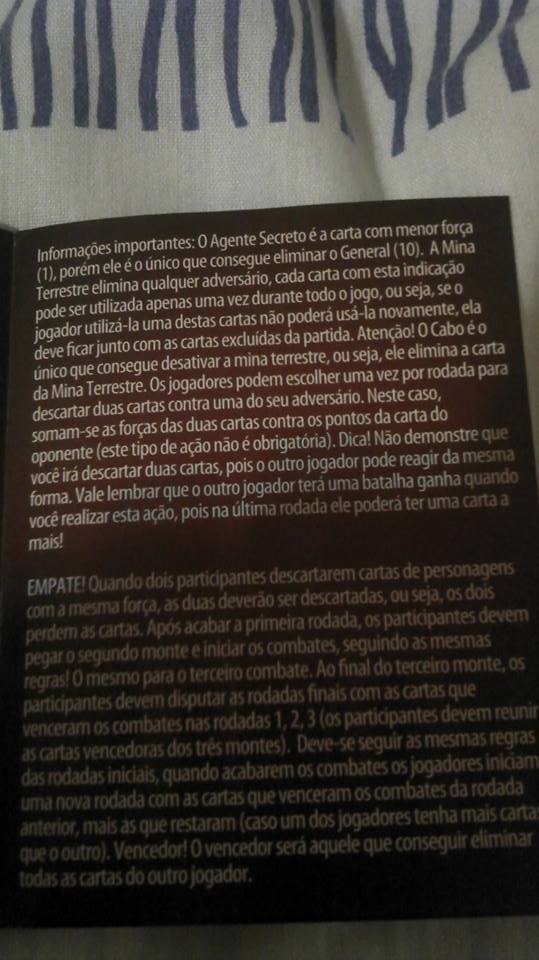 Informações importantes: O Agente Secreto é a carta com menor força
(1), porém ele é o único que consegue eliminar o General (10). A Mina
Terrestre elimina qualquer adversário, cada carta com esta indicação
pode ser utilizada apenas uma vez durante todo o jogo, ou seja, se o
jogador utilizá-la uma destas cartas não poderá usá-la novamente, ela
deve ficar junto com as cartas excluídas da partida. Atenção! O Cabo é o
único que consegue desativar a mina terrestre, ou seja, ele elimina a carta
da Mina Terrestre. Os jogadores podem escolher uma vez por rodada para
descartar duas cartas contra uma do seu adversário. Neste caso,
somam-se as forças das duas cartas contra os pontos da carta do
oponente (este tipo de ação não é obrigatória). Dica! Não demonstre que
você irá descartar duas cartas, pois o outro jogador pode reagir da mesma
forma. Vale lembrar que o outro jogador terá uma batalha ganha quando
você realizar esta ação, pois na última rodada ele poderá ter uma carta a
mais!
EMPATE! Quando dois participantes descartarem cartas de personagens
com a mesma força, as duas deverão ser descartadas, ou seja, os dois
perdem as cartas. Após acabar a primeira rodada, os participantes devem
pegar o segundo monte e iniciar os combates, seguindo as mesmas
regras! O mesmo para o terceiro combate. Ao final do terceiro monte, os
participantes devem disputar as rodadas finais com as cartas que
venceram os combates nas rodadas 1, 2, 3 (os participantes devem reunir
as cartas vencedoras dos três montes). Deve-se seguir as mesmas regras
das rodadas iniciais, quando acabarem os combates os jogadores iniciam
uma nova rodada com as cartas que venceram os combates da rodada
anterior, mais as que restaram (caso um dos jogadores tenha mais cartas
que o outro). Vencedor! O vencedor será aquele que conseguir eliminar
todas as cartas do outro jogador.